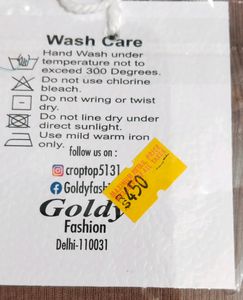 Wash Care
Hand Wash under
temperature not to
exceed 300 Degrees.
Do not use chlorine
bleach.
Do not wring or twist
dry.
Do not line dry under
direct sunlight.
Use mild warm iron
only.
follow us on :
croptop5131
Goldyfashi
450
Goldy
Fashion
Delhi-110031